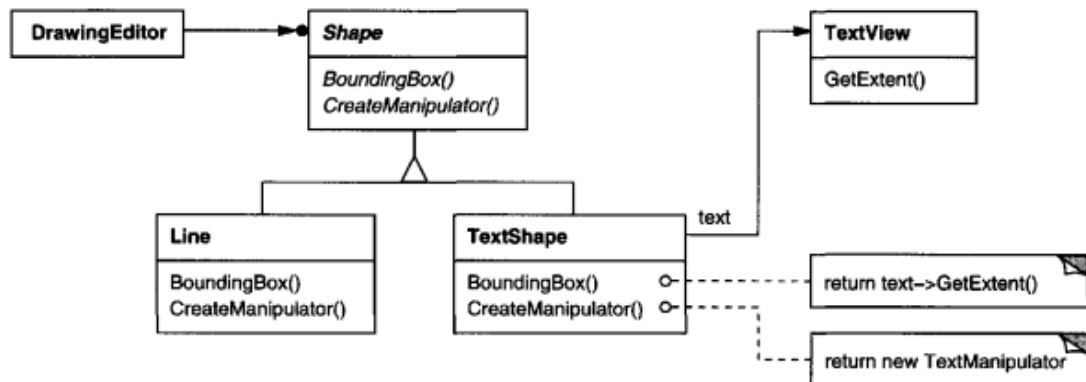 DrawingEditor
Shape
BoundingBox()
CreateManipulator()
TextView
GetExtent()
Line
BoundingBox()
CreateManipulator()
text
TextShape
BoundingBox()
CreateManipulator()
return text–>GetExtent()
return new TextManipulator